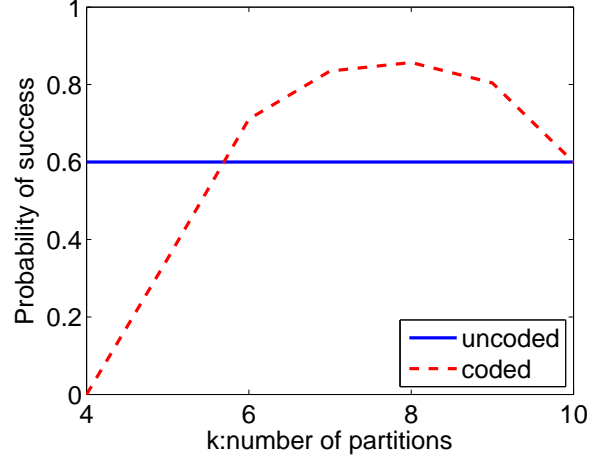 1
0.8
0.6
0.4
0.2
0
4
6
8
10
Probability of success
k:number of partitions
uncoded
coded